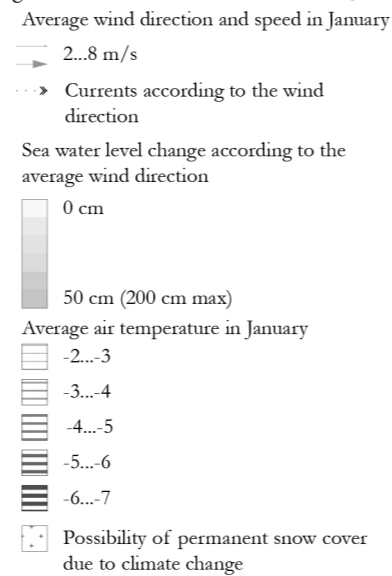 Average wind direction and speed in January
2...8 m/s
Currents according to the wind
direction
Sea water level change according to the
average wind direction
0 cm
50 cm (200 cm max)
Average air temperature in January
-2...-3
-3...-4
-4...-5
-5...-6
-6...-7
Possibility of permanent snow cover
due to climate change